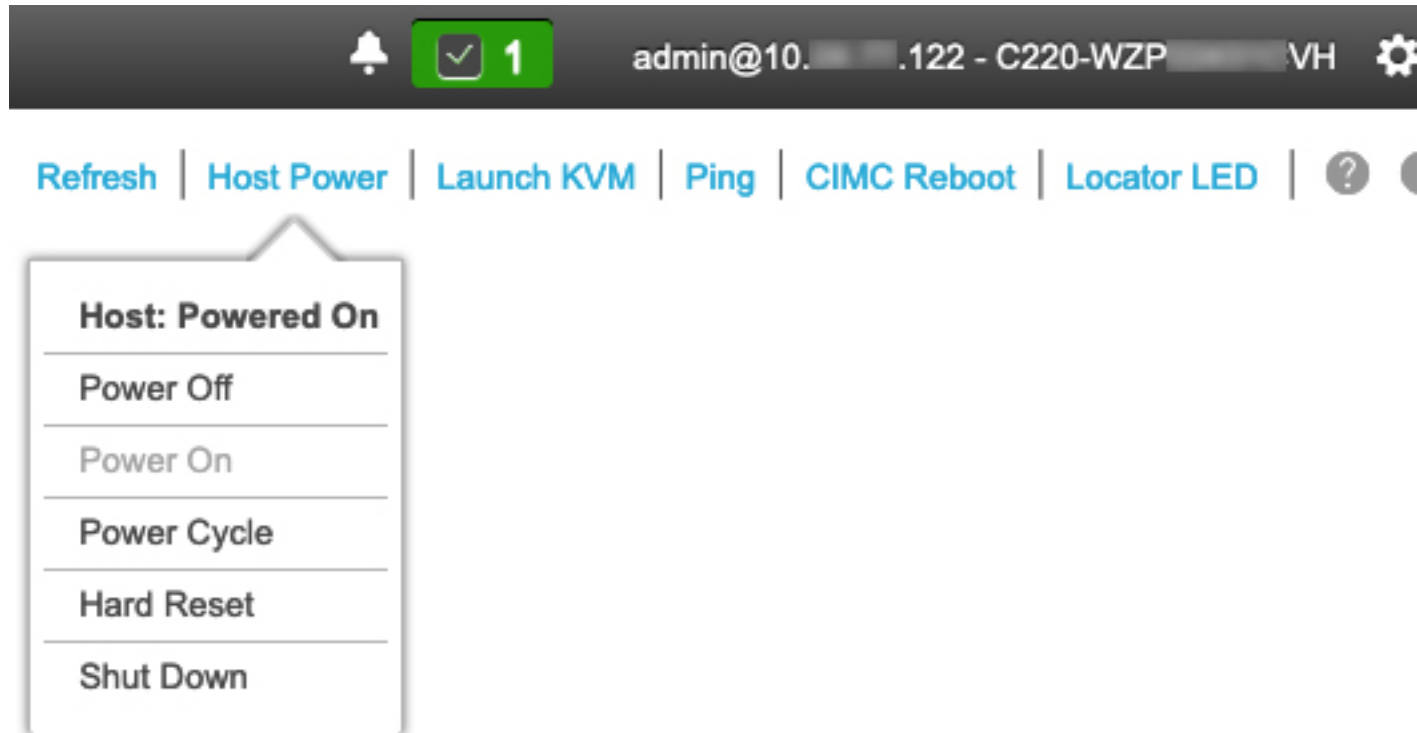 1 admin@10. .122 - C220-WZP VH
Refresh | Host Power | Launch KVM | Ping | CIMC Reboot | Locator LED | ?
Host: Powered On
Power Off
Power On
Power Cycle
Hard Reset
Shut Down